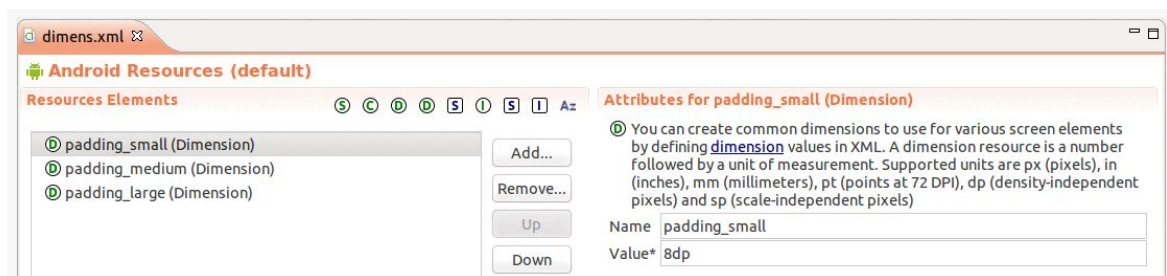 dimens.xml
Android Resources (default)
Resources Elements
S C D D S I S I Az
padding_small (Dimension)
padding_medium (Dimension)
padding_large (Dimension)
Add...
Remove...
Up
Down
Attributes for padding_small (Dimension)
D You can create common dimensions to use for various screen elements
by defining dimension values in XML. A dimension resource is a number
followed by a unit of measurement. Supported units are px (pixels), in
(inches), mm (millimeters), pt (points at 72 DPI), dp (density-independent
pixels) and sp (scale-independent pixels)
Name padding_small
Value* 8dp